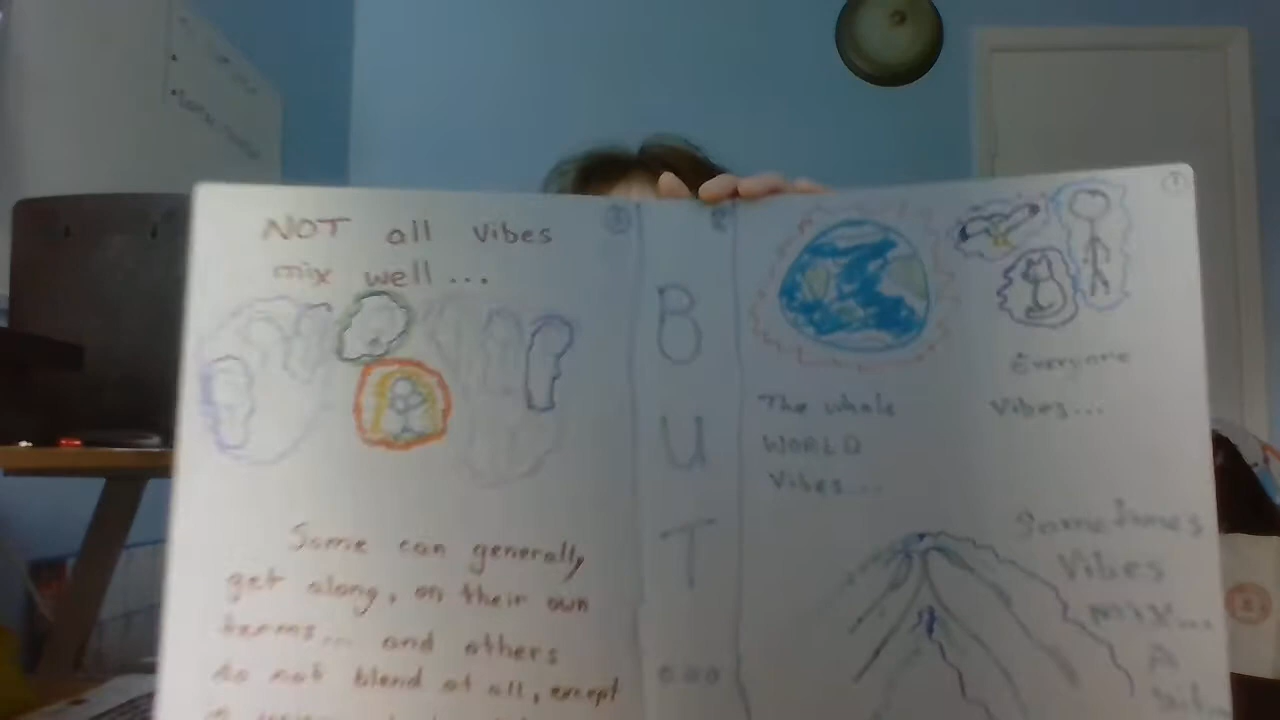 The whole
WORLD
Vibes...
Everyone
Vibes...
Sometimes
Vibes
mix...
A
B
U
T
...
NOT all vibes
mix well...
Some can generally
get along, on their own
terms... and others
do not blend at all, except